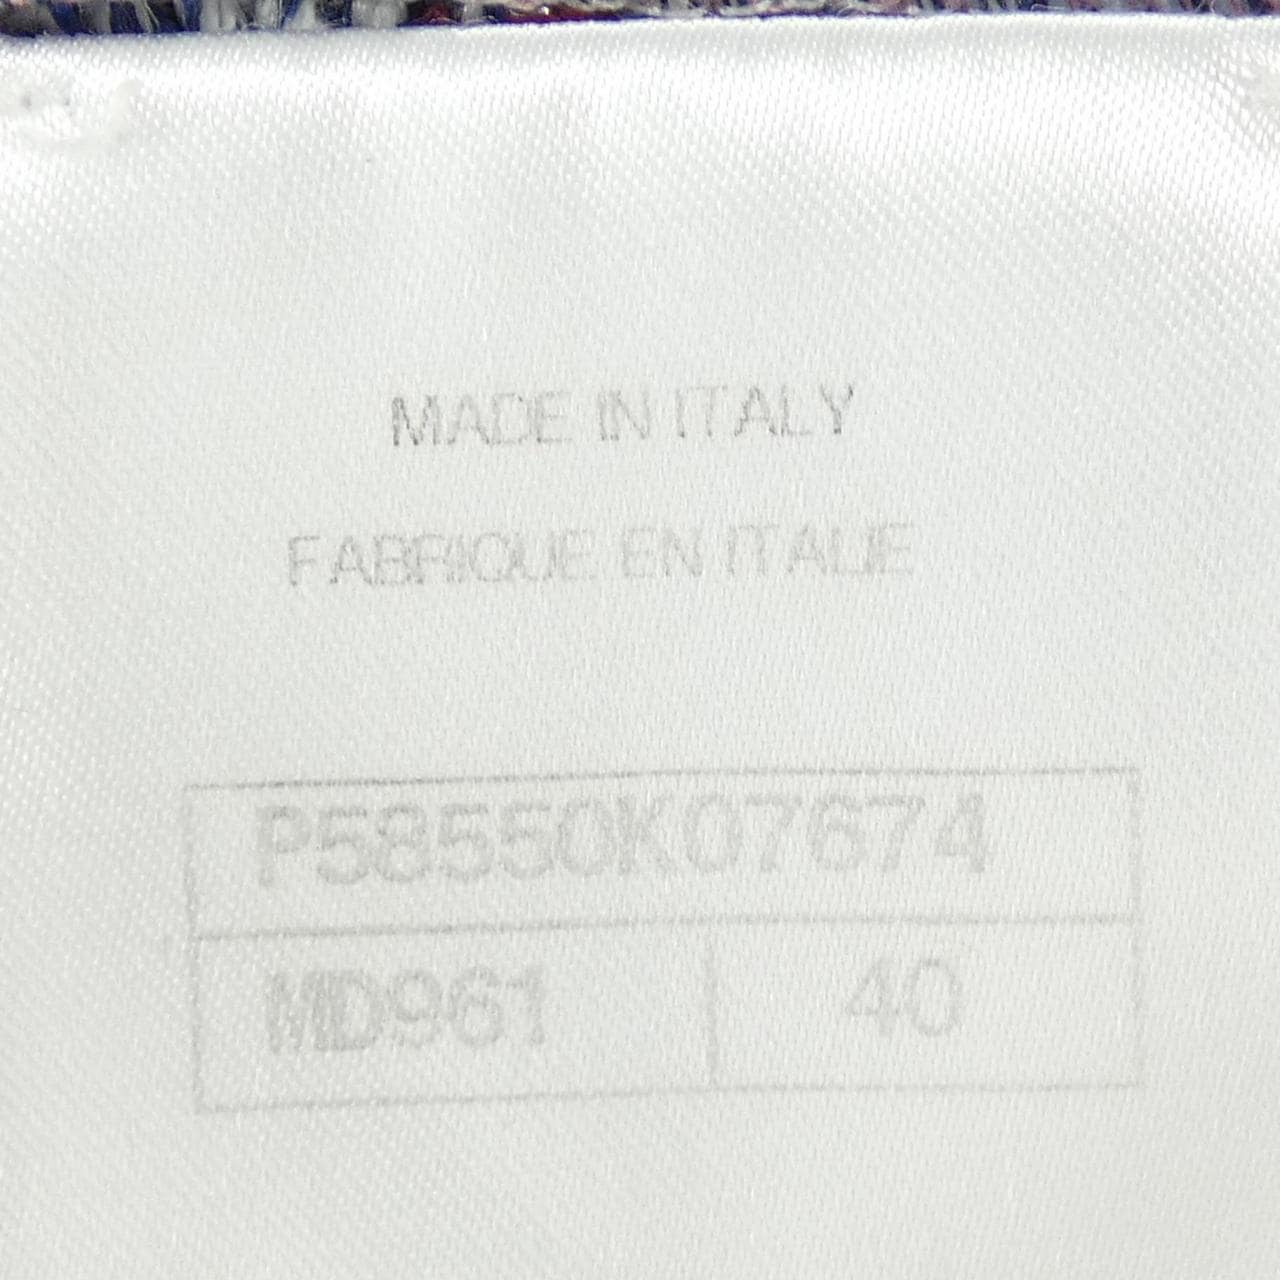 MADE IN ITALY
FABRIQUE EN ITALIE
P58550K07674
MD961 40